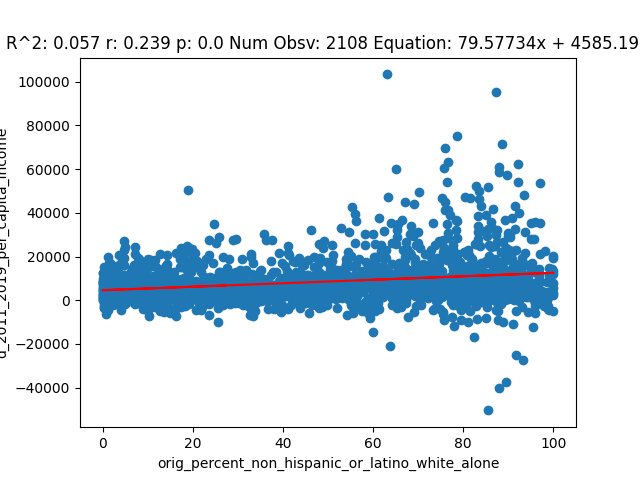 R^2: 0.057 r: 0.239 p: 0.0 Num Obsv: 2108 Equation: 79.57734x + 4585.19
100000
80000
60000
40000
20000
0
−20000
−40000
d_2011_2019_per_capita_income
0 20 40 60 80 100
orig_percent_non_hispanic_or_latino_white_alone